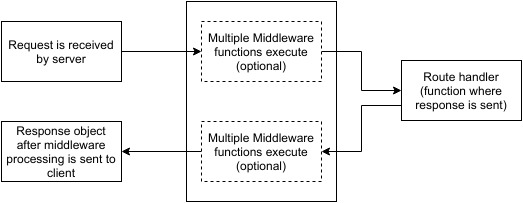 Request is received
by server
Multiple Middleware
functions execute
(optional)
Route handler
(function where
response is sent)
Response object
after middleware
processing is sent to
client
Multiple Middleware
functions execute
(optional)